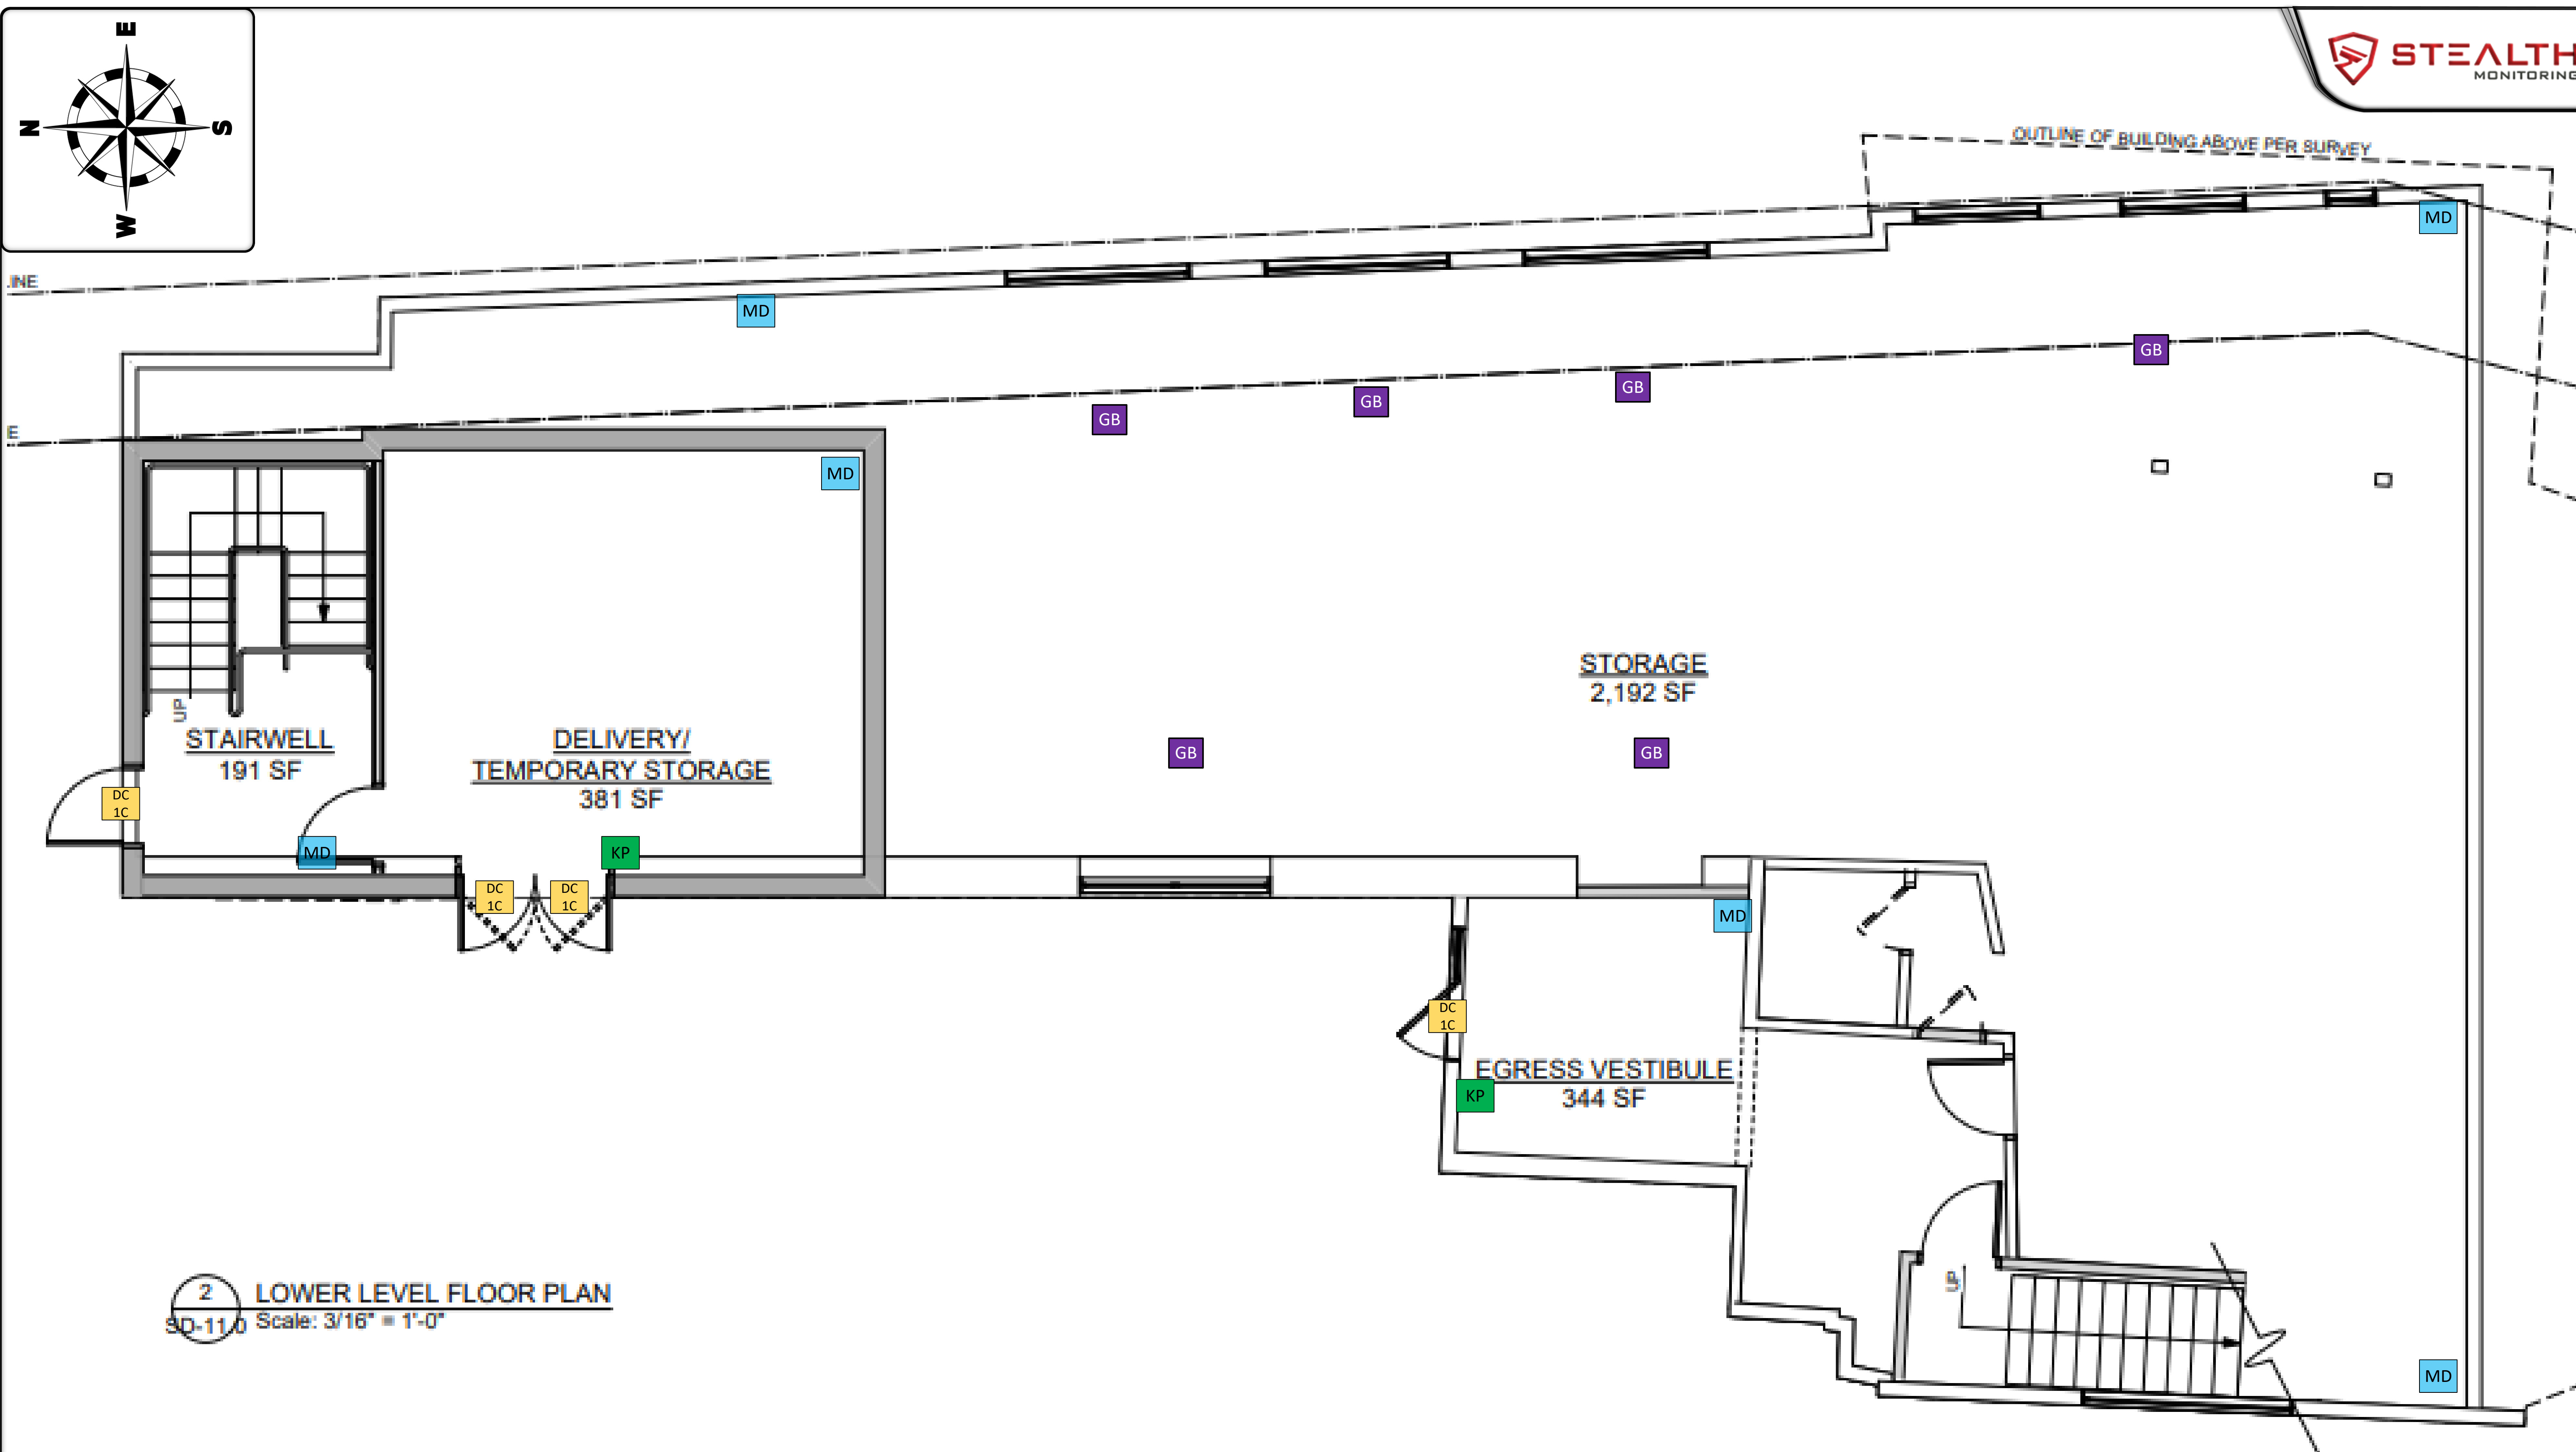 E
N
S
W
STEALTH
MONITORING
OUTLINE OF BUILDING ABOVE PER SURVEY
MD
INE
MD
GB
GB
GB
GB
E
MD
STORAGE
2,192 SF
UP
STAIRWELL
191 SF
DELIVERY/
TEMPORARY STORAGE
381 SF
GB
GB
DC
1C
MD
KP
DC
1C
DC
1C
MD
DC
1C
EGRESS VESTIBULE
344 SF
KP
UP
2
SD-11.0
LOWER LEVEL FLOOR PLAN
Scale: 3/16" = 1'-0"
MD